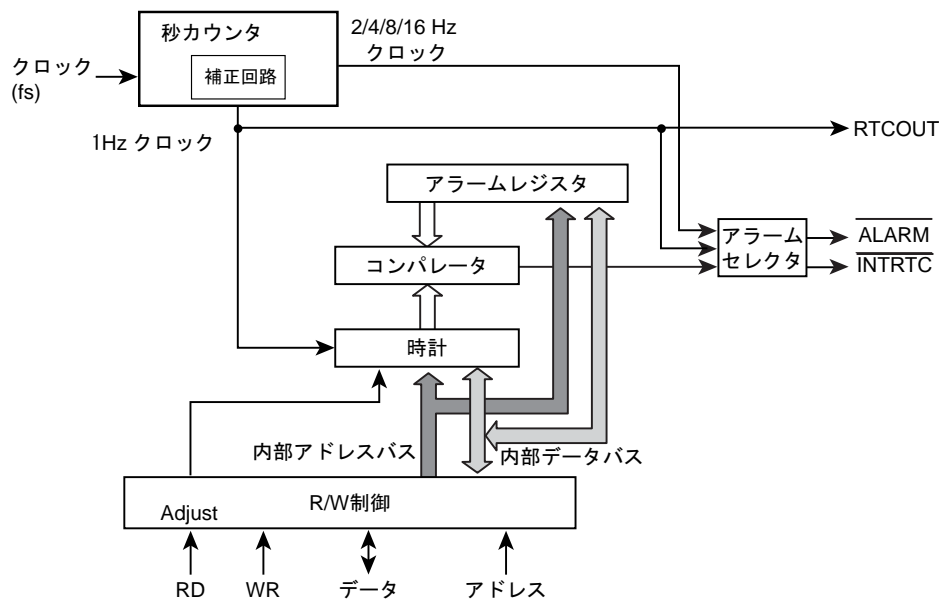 秒カウンタ
補正回路
2/4/8/16 Hz
クロック
クロック
(fs)
1Hz クロック
RTCOUT
アラームレジスタ
コンパレータ
アラーム
セレクタ
ALARM
INTRTC
時計
内部アドレスバス
内部データバス
R/W制御
Adjust
RD
WR
データ
アドレス